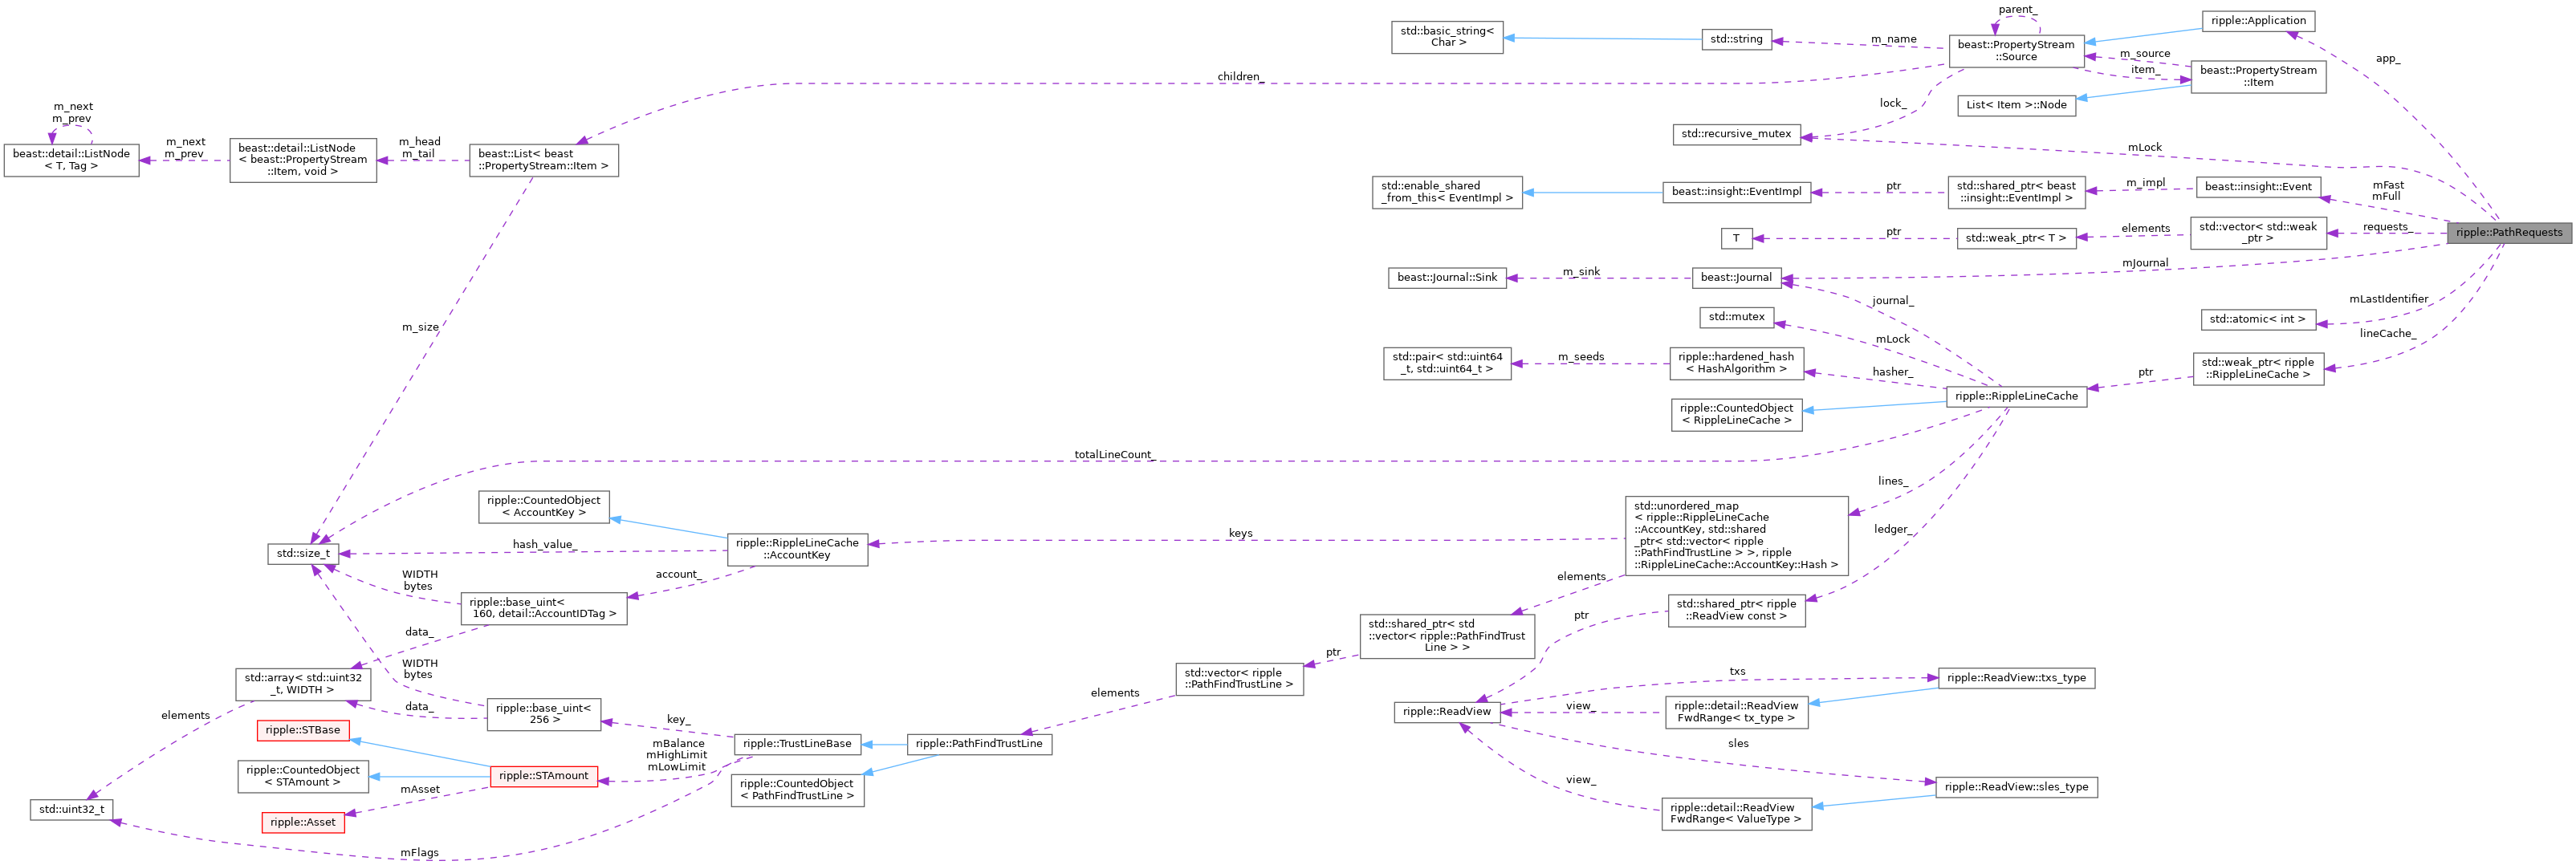 parent_
ripple::Application
std::basic_string<
Char >
std::string
m_name
beast::PropertyStream
::Source
m_source
item_
app_
beast::PropertyStream
::Item
children_
List< Item >::Node
lock_
std::recursive_mutex
mLock
m_next
m_prev
beast::detail::ListNode
< T, Tag >
m_next
m_prev
beast::detail::ListNode
< beast::PropertyStream
::Item, void >
m_head
m_tail
beast::List< beast
::PropertyStream::Item >
std::enable_shared
_from_this< EventImpl >
beast::insight::EventImpl
ptr
std::shared_ptr< beast
::insight::EventImpl >
m_impl
beast::insight::Event
mFast
mFull
T
ptr
std::weak_ptr< T >
elements
std::vector< std::weak
_ptr >
requests_
ripple::PathRequests
mJournal
beast::Journal::Sink
m_sink
beast::Journal
journal_
mLastIdentifier
std::atomic< int >
lineCache_
m_size
std::mutex
mLock
std::pair< std::uint64
_t, std::uint64_t >
m_seeds
ripple::hardened_hash
< HashAlgorithm >
hasher_
std::weak_ptr< ripple
::RippleLineCache >
ptr
ripple::RippleLineCache
ripple::CountedObject
< RippleLineCache >
totalLineCount_
lines_
ledger_
ripple::CountedObject
< AccountKey >
std::size_t
hash_value_
ripple::RippleLineCache
::AccountKey
keys
std::unordered_map
< ripple::RippleLineCache
::AccountKey, std::shared
_ptr< std::vector< ripple
::PathFindTrustLine > >, ripple
::RippleLineCache::AccountKey::Hash >
WIDTH
bytes
account_
ripple::base_uint<
160, detail::AccountIDTag >
elements
std::shared_ptr< ripple
::ReadView const >
ptr
data_
std::shared_ptr< std
::vector< ripple::PathFindTrust
Line > >
ptr
WIDTH
bytes
std::array< std::uint32
_t, WIDTH >
std::vector< ripple
::PathFindTrustLine >
elements
txs
ripple::ReadView::txs_type
data_
ripple::base_uint<
256 >
elements
key_
ripple::ReadView
view_
ripple::detail::ReadView
FwdRange< tx_type >
ripple::STBase
mBalance
mHighLimit
mLowLimit
ripple::TrustLineBase
ripple::PathFindTrustLine
sles
ripple::CountedObject
< STAmount >
ripple::STAmount
ripple::CountedObject
< PathFindTrustLine >
view_
ripple::ReadView::sles_type
mAsset
std::uint32_t
ripple::Asset
ripple::detail::ReadView
FwdRange< ValueType >
mFlags